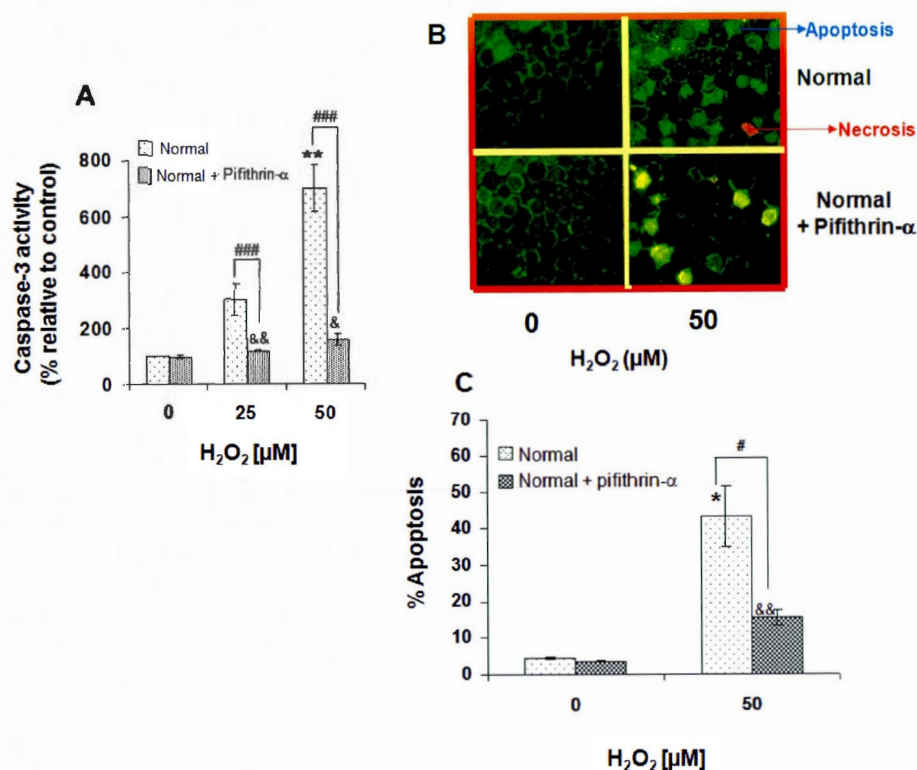 A
Normal
Normal + Pifithrin-α
Caspase-3 activity
(% relative to control)
800
600
400
200
0
###
&&
###
**
&
0 25 50
H₂O₂ [µM]
B
Apoptosis
Normal
Necrosis
Normal
+ Pifithrin-α
0 50
H₂O₂ (µM)
C
Normal
Normal + pifithrin-α
% Apoptosis
70
60
50
40
30
20
10
0
#
*
&&
0 50
H₂O₂ [µM]